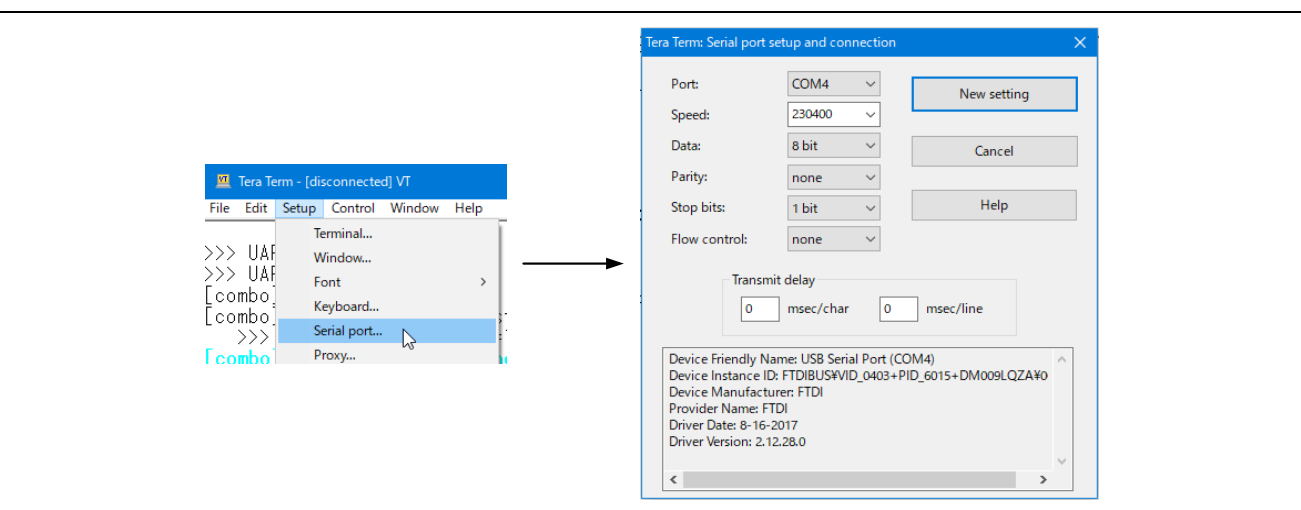 Tera Term - [disconnected] VT
File Edit Setup Control Window Help
Terminal...
Window...
Font >
Keyboard...
Serial port...
Proxy...
>>> UAR
>>> UAR
[combo]
[combo]
>>>
[combo]
Tera Term: Serial port setup and connection
Port: COM4
New setting
Speed: 230400
Data: 8 bit
Cancel
Parity: none
Stop bits: 1 bit
Help
Flow control: none
Transmit delay
0 msec/char 0 msec/line
Device Friendly Name: USB Serial Port (COM4)
Device Instance ID: FTDIBUS¥VID_0403+PID_6015+DM009LQZA¥0
Device Manufacturer: FTDI
Provider Name: FTDI
Driver Date: 8-16-2017
Driver Version: 2.12.28.0